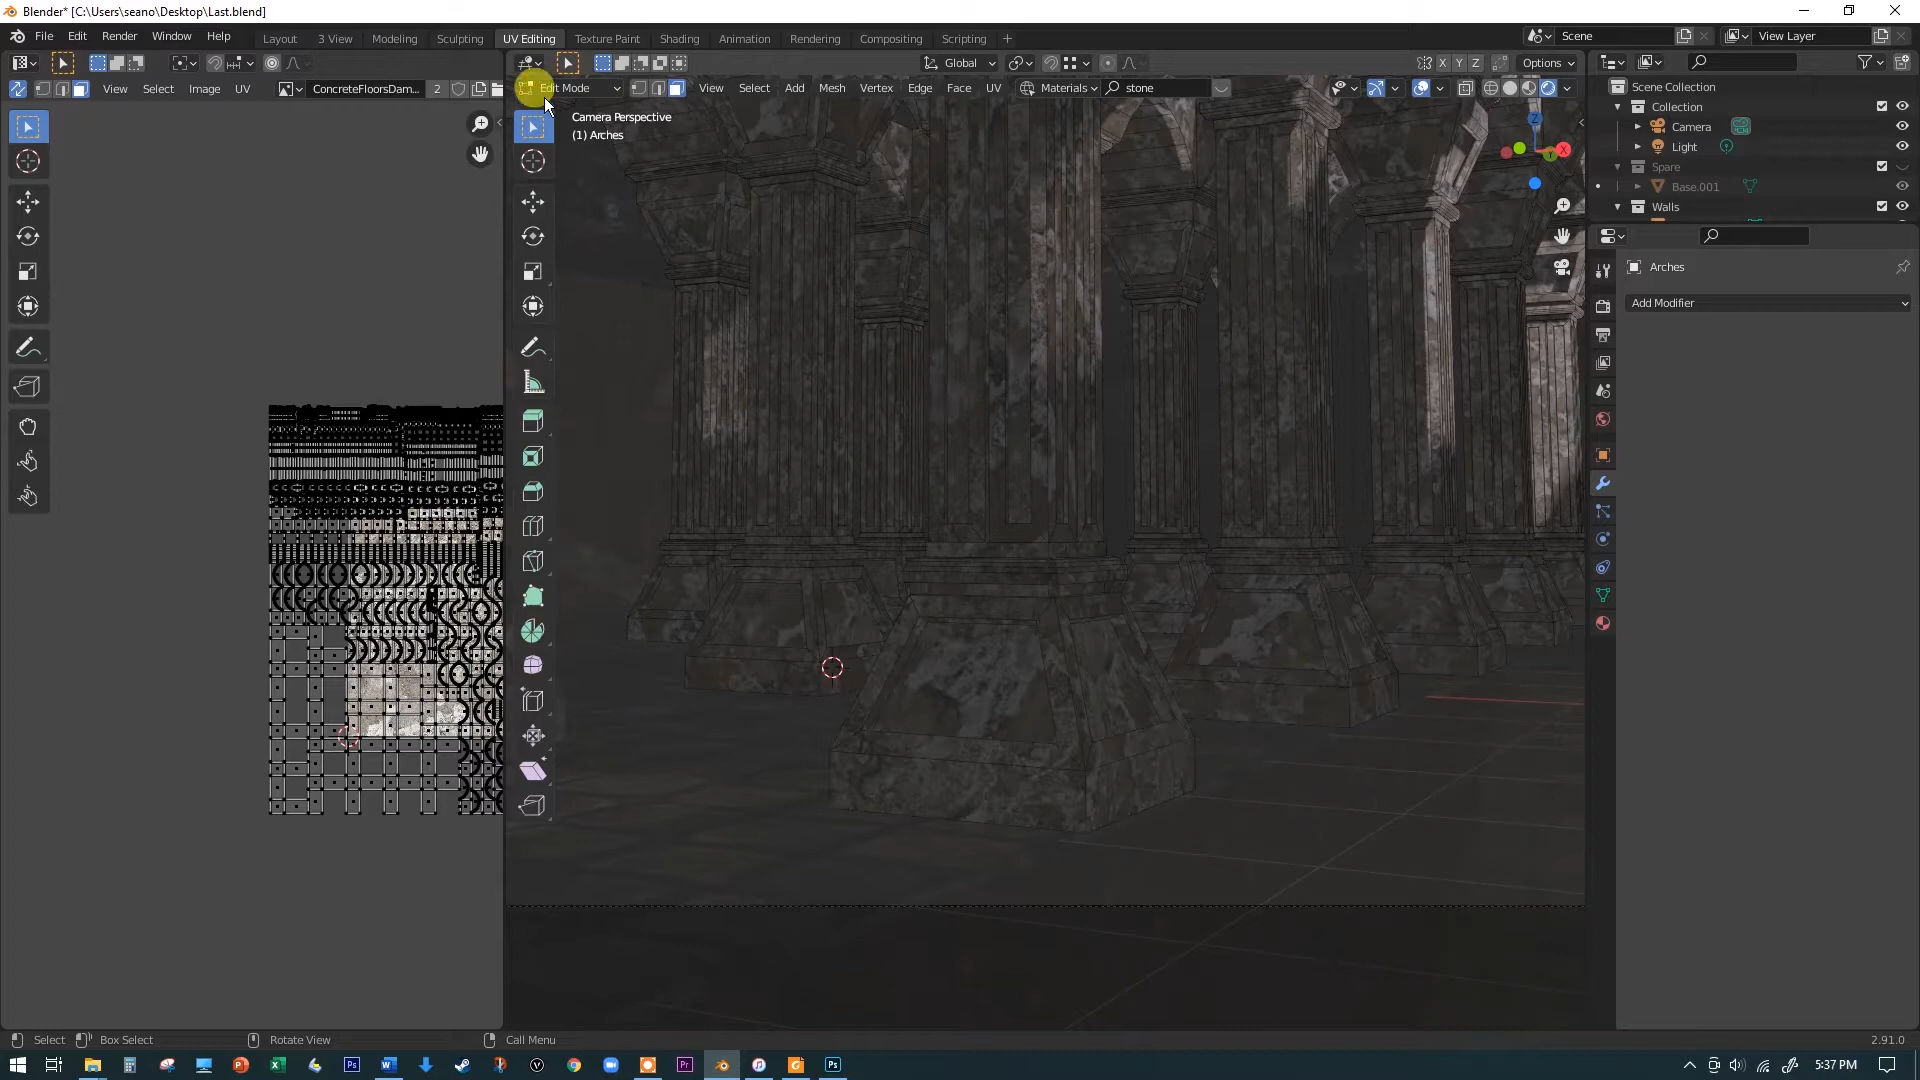 Blender* [C:\Users\seano\Desktop\Last.blend]
File Edit Render Window Help
Layout 3 View Modeling Sculpting UV Editing Texture Paint Shading Animation Rendering Compositing Scripting +
Scene
View Layer
Global
X Y Z
Options
View Select Image UV
ConcreteFloorsDam... 2
Edit Mode
View Select Add Mesh Vertex Edge Face UV
Materials
stone
Camera Perspective
(1) Arches
Z
X
Y
Scene Collection
Collection
Camera
Light
Spare
Base.001
Walls
Arches
Add Modifier
Select
Box Select
Rotate View
Call Menu
2.91.0
5:37 PM